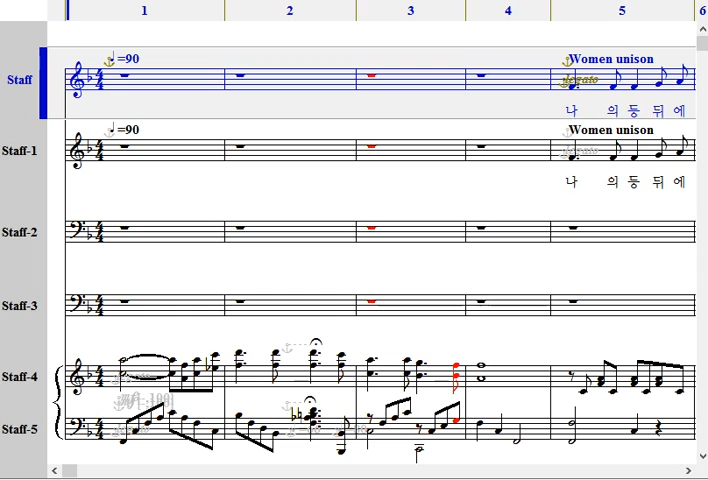 1 2 3 4 5 6
=90 Women unison
Staff
legato
나 의 등 뒤 에
=90 Women unison
Staff-1
legato
나 의 등 뒤 에
Staff-2
Staff-3
Staff-4
Staff-5